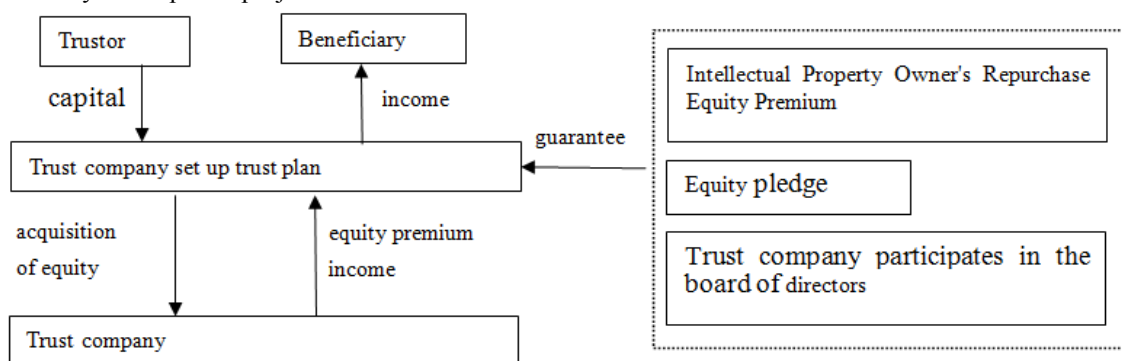 Trustor
Beneficiary
capital
income
Trust company set up trust plan
acquisition
of equity
equity premium
income
Trust company
guarantee
Intellectual Property Owner's Repurchase
Equity Premium
Equity pledge
Trust company participates in the
board of directors